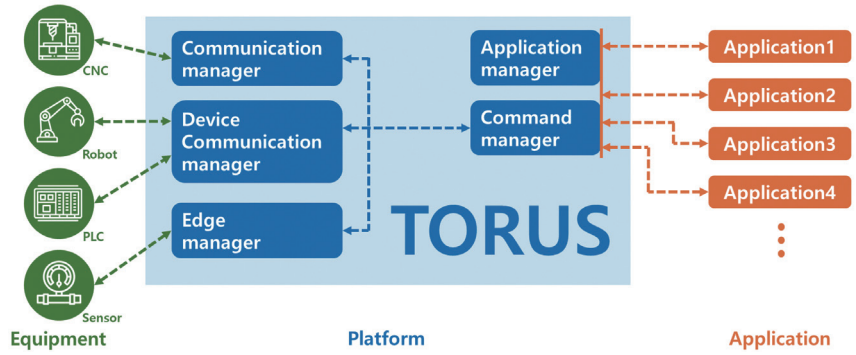 CNC
Robot
PLC
Sensor
Equipment
Communication
manager
Device
Communication
manager
Edge
manager
Application
manager
Command
manager
TORUS
Platform
Application1
Application2
Application3
Application4
Application